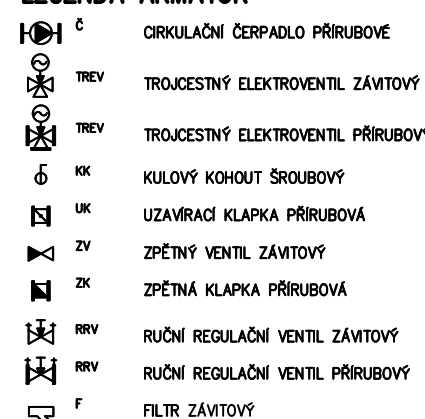 LEGENDA ARMATUR
Č CIRKULAČNÍ ČERPADLO PŘÍRUBOVÉ
TREV TROJCESTNÝ ELEKTROVENTIL ZÁVITOVÝ
TREV TROJCESTNÝ ELEKTROVENTIL PŘÍRUBOVÝ
KK KULOVÝ KOHOUT ŠROUBOVÝ
UK UZAVÍRACÍ KLAPKA PŘÍRUBOVÁ
ZV ZPĚTNÝ VENTIL ZÁVITOVÝ
ZK ZPĚTNÁ KLAPKA PŘÍRUBOVÁ
RRV RUČNÍ REGULAČNÍ VENTIL ZÁVITOVÝ
RRV RUČNÍ REGULAČNÍ VENTIL PŘÍRUBOVÝ
F FILTR ZÁVITOVÝ